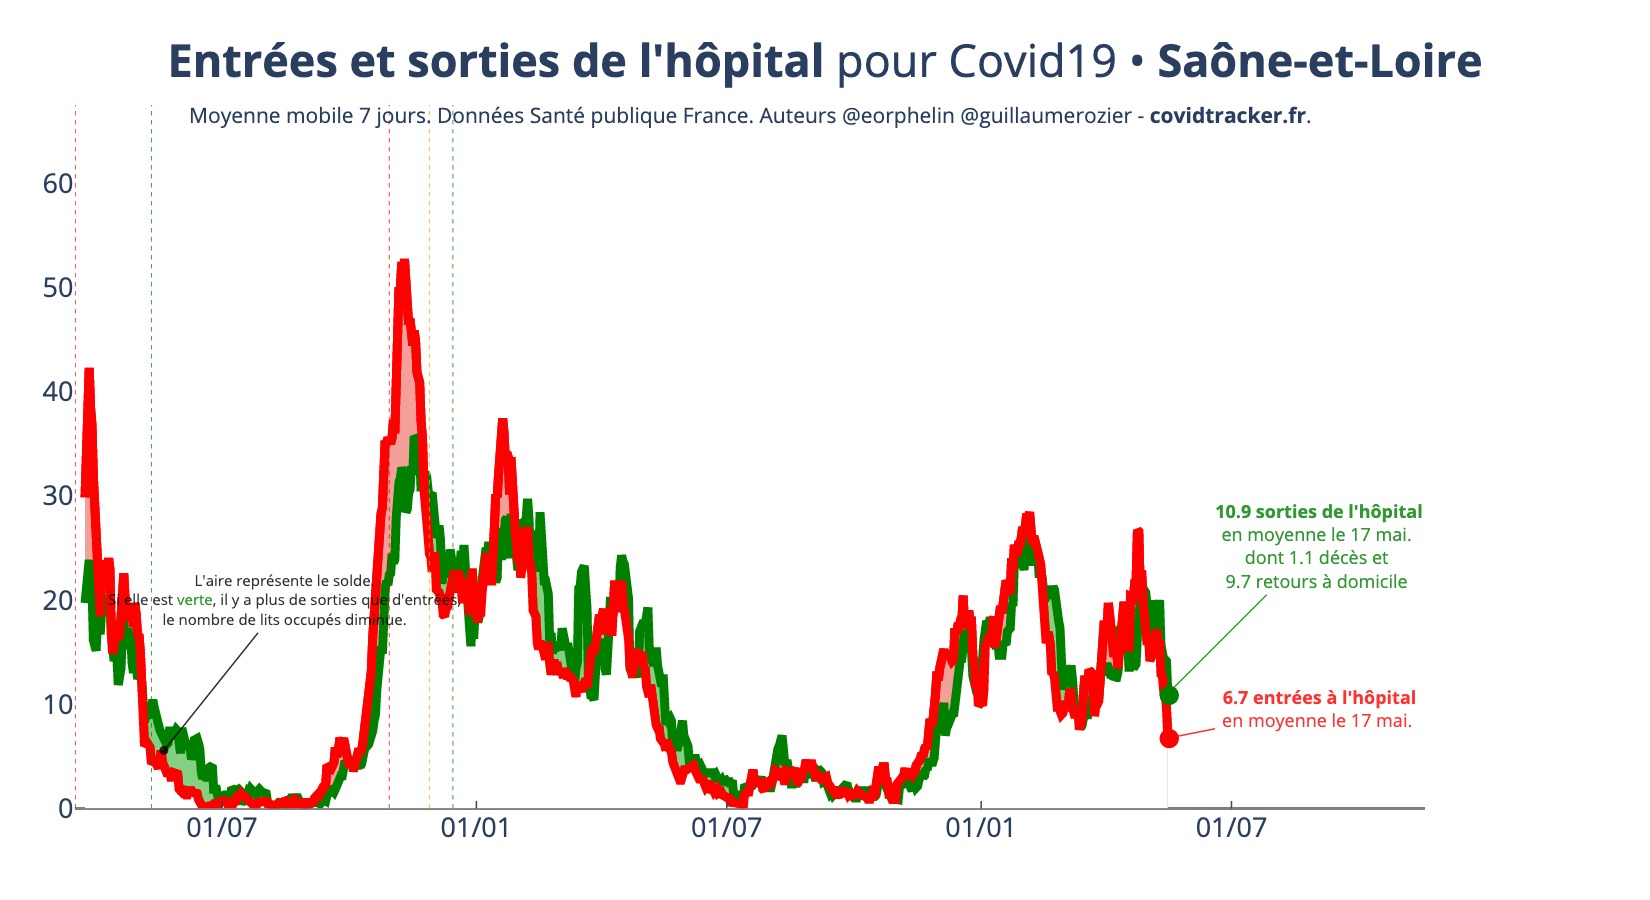 Entrées et sorties de l'hôpital pour Covid19 • Saône-et-Loire
Moyenne mobile 7 jours. Données Santé publique France. Auteurs @eorphelin @guillaumerozier - covidtracker.fr.
60
50
40
30
20
10
0
L'aire représente le solde.
Si elle est verte, il y a plus de sorties que d'entrées,
le nombre de lits occupés diminue.
10.9 sorties de l'hôpital
en moyenne le 17 mai.
dont 1.1 décès et
9.7 retours à domicile
6.7 entrées à l'hôpital
en moyenne le 17 mai.
01/07
01/01
01/07
01/01
01/07